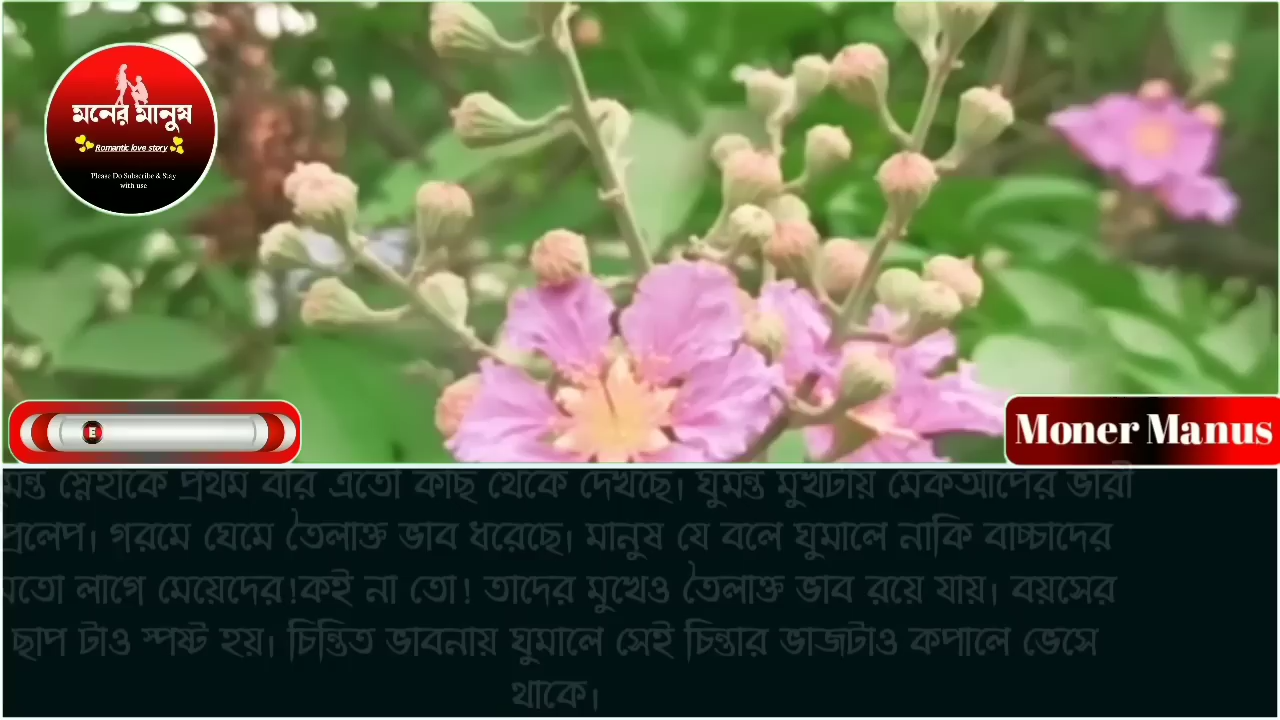 মনের মানুষ
Romantic love story
Please Do Subscribe & Stay
with use
E
Moner Manus
স্নেহাকে প্রথম বার এতো কাছ থেকে দেখছে। ঘুমন্ত মুখটায় মেকআপের ভারী
প্রলেপ। গরমে ঘেমে তৈলাক্ত ভাব ধরেছে। মানুষ যে বলে ঘুমালে নাকি বাচ্চাদের
মতো লাগে মেয়েদের!কই না তো! তাদের মুখেও তৈলাক্ত ভাব রয়ে যায়। বয়সের
ছাপ টাও স্পষ্ট হয়। চিন্তিত ভাবনায় ঘুমালে সেই চিন্তার ভাজটাও কপালে ভেসে
থাকে।